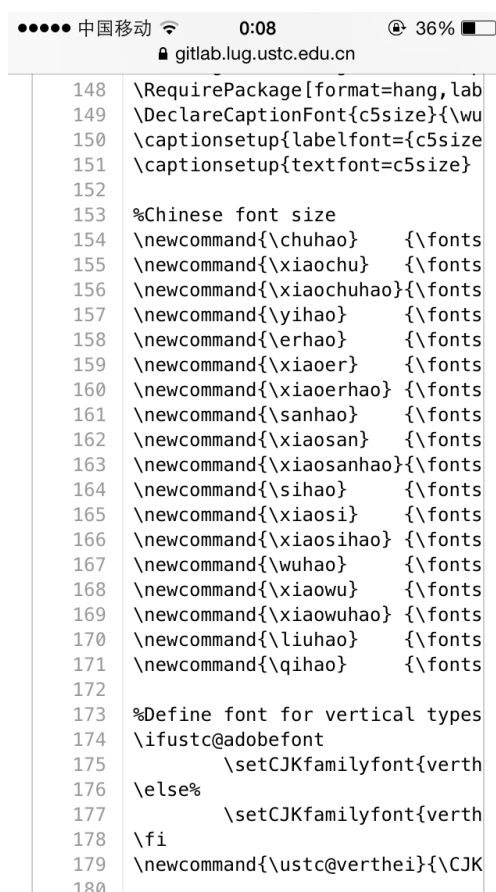 ●●●●● 中国移动 0:08 36%
gitlab.lug.ustc.edu.cn
148 \RequirePackage[format=hang,lab
149 \DeclareCaptionFont{c5size}{\wu
150 \captionsetup{labelfont={c5size
151 \captionsetup{textfont=c5size}
152
153 %Chinese font size
154 \newcommand{\chuhao} {\fonts
155 \newcommand{\xiaochu} {\fonts
156 \newcommand{\xiaochuhao}{\fonts
157 \newcommand{\yihao} {\fonts
158 \newcommand{\erhao} {\fonts
159 \newcommand{\xiaoer} {\fonts
160 \newcommand{\xiaoerhao} {\fonts
161 \newcommand{\sanhao} {\fonts
162 \newcommand{\xiaosan} {\fonts
163 \newcommand{\xiaosanhao}{\fonts
164 \newcommand{\sihao} {\fonts
165 \newcommand{\xiaosi} {\fonts
166 \newcommand{\xiaosihao} {\fonts
167 \newcommand{\wuhao} {\fonts
168 \newcommand{\xiaowu} {\fonts
169 \newcommand{\xiaowuhao} {\fonts
170 \newcommand{\liuhao} {\fonts
171 \newcommand{\qihao} {\fonts
172
173 %Define font for vertical types
174 \ifustc@adobefont
175 \setCJKfamilyfont{verth
176 \else%
177 \setCJKfamilyfont{verth
178 \fi
179 \newcommand{\ustc@verthei}{\CJK
180